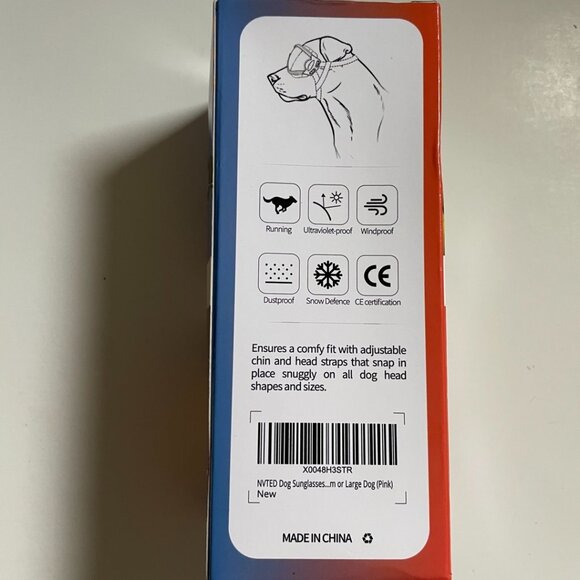 Running Ultraviolet-proof Windproof
Dustproof Snow Defence CE certification
Ensures a comfy fit with adjustable
chin and head straps that snap in
place snuggly on all dog head
shapes and sizes.
X0048H3STR
NVTED Dog Sunglasses...m or Large Dog (Pink)
New
MADE IN CHINA